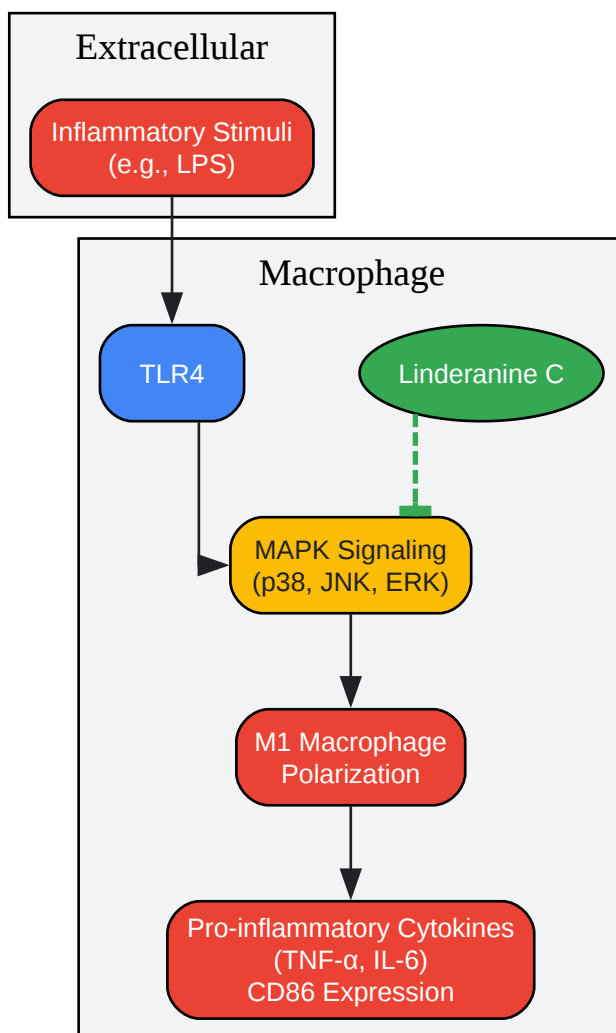 Extracellular
Inflammatory Stimuli
(e.g., LPS)
Macrophage
TLR4
Linderanine C
MAPK Signaling
(p38, JNK, ERK)
M1 Macrophage
Polarization
Pro-inflammatory Cytokines
(TNF-α, IL-6)
CD86 Expression